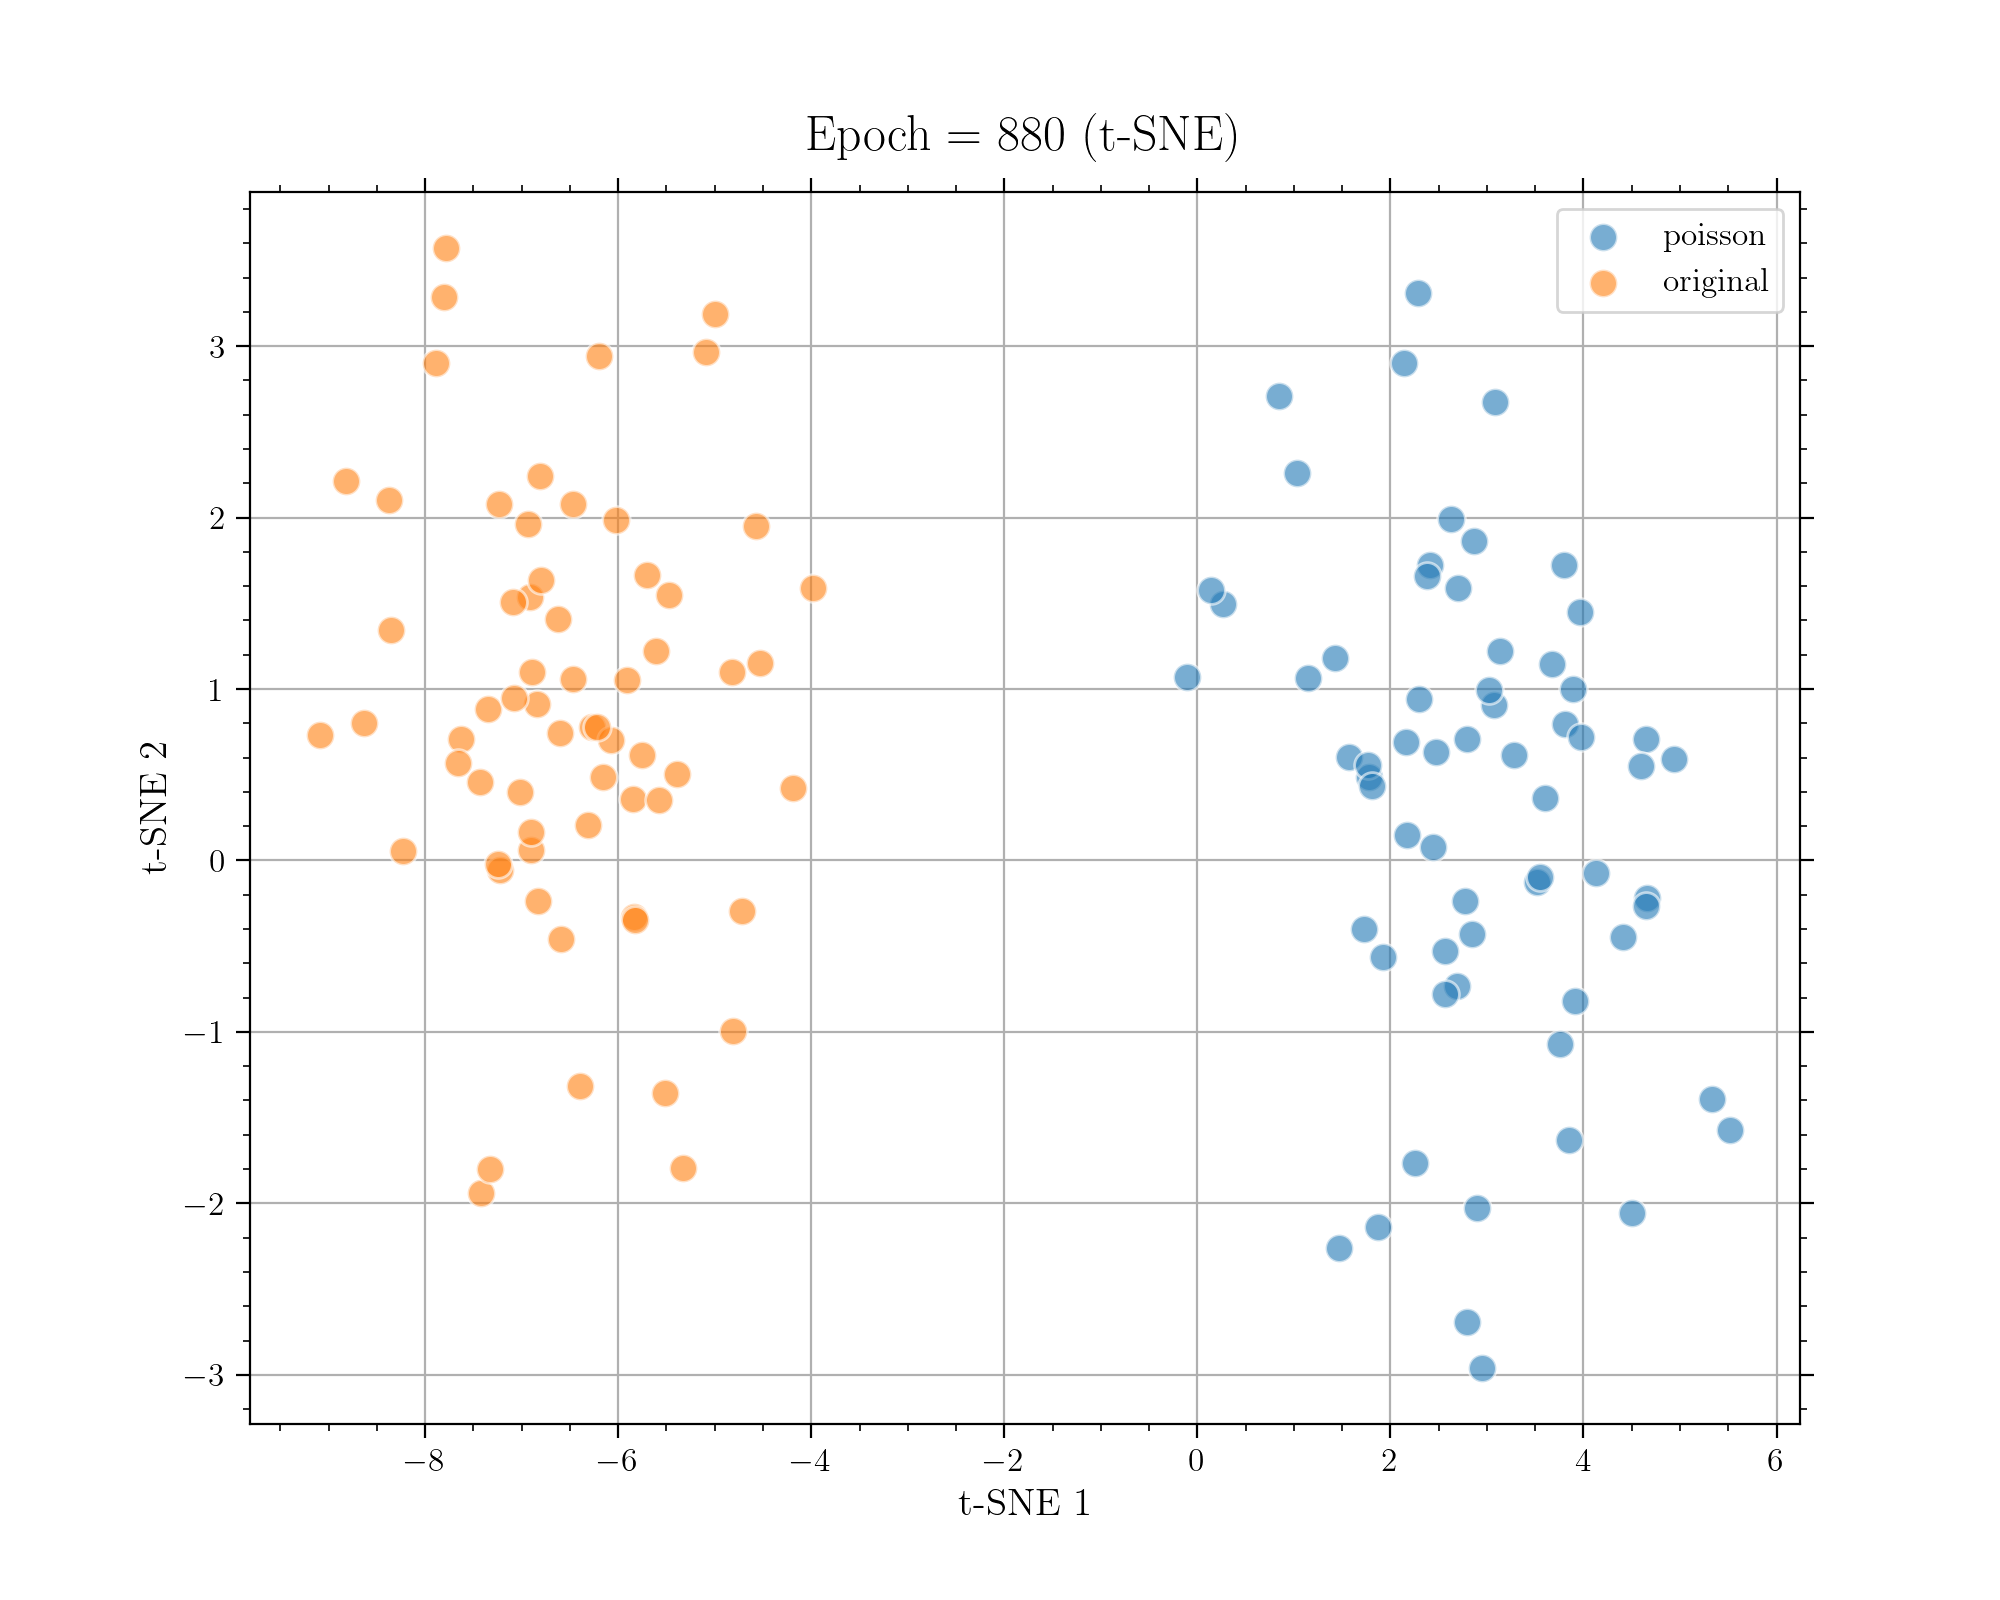 Epoch = 880 (t-SNE)
poisson
original
3
2
1
0
−1
−2
−3
t-SNE 2
−8 −6 −4 −2 0 2 4 6
t-SNE 1